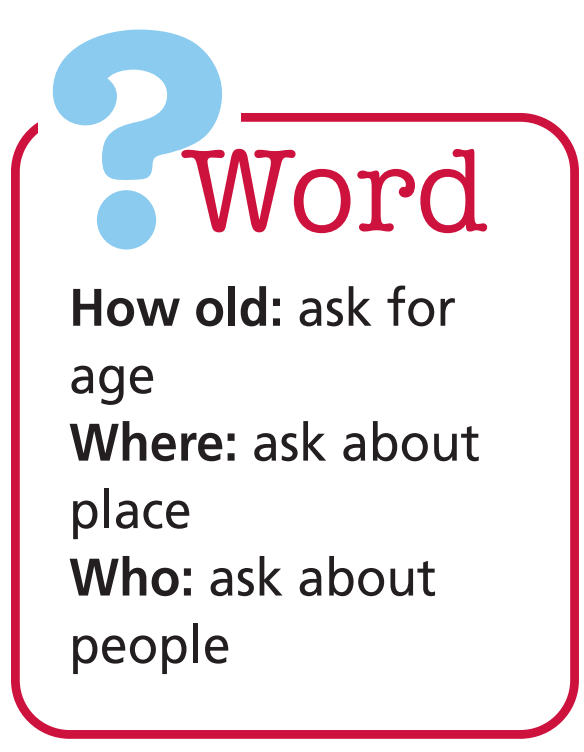 ? Word
How old: ask for
age
Where: ask about
place
Who: ask about
people